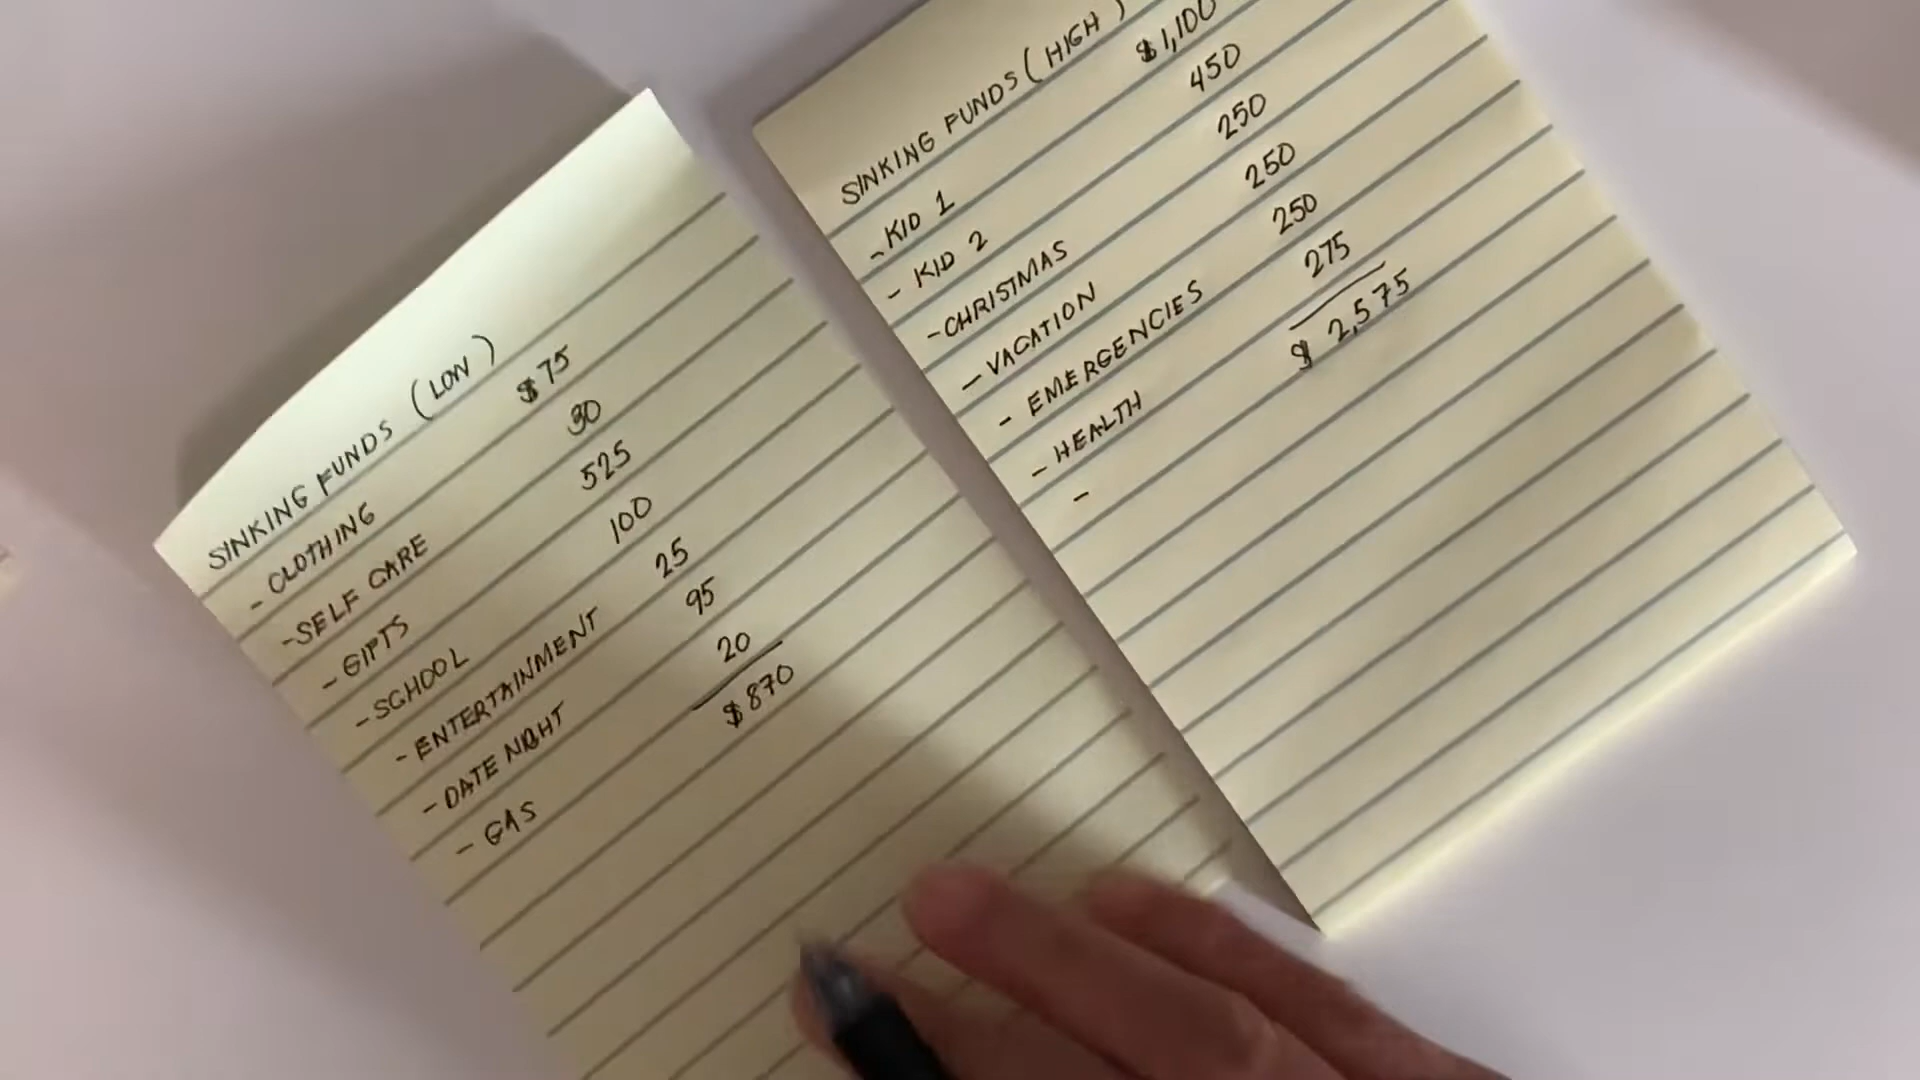 SINKING FUNDS (LOW)
- CLOTHING $75
- SELF CARE 30
- GIFTS 525
- SCHOOL 100
- ENTERTAINMENT 25
- DATE NIGHT 95
- GAS 20
$870
SINKING FUNDS (HIGH)
- KID 1 $1,100
- KID 2 450
- CHRISTMAS 250
- VACATION 250
- EMERGENCIES 250
- HEALTH 275
- $2,575